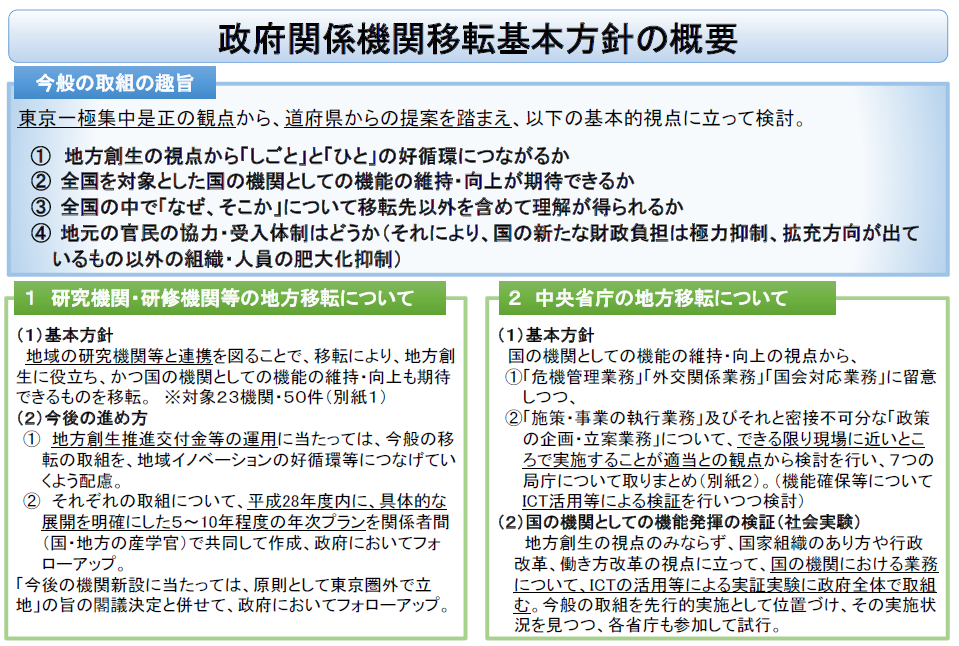 政府関係機関移転基本方針の概要
今般の取組の趣旨
東京一極集中是正の観点から、道府県からの提案を踏まえ、以下の基本的視点に立って検討。
① 地方創生の視点から「しごと」と「ひと」の好循環につながるか
② 全国を対象とした国の機関としての機能の維持・向上が期待できるか
③ 全国の中で「なぜ、そこか」について移転先以外を含めて理解が得られるか
④ 地元の官民の協力・受入体制はどうか（それにより、国の新たな財政負担は極力抑制、拡充方向が出て
いるもの以外の組織・人員の肥大化抑制）
１ 研究機関・研修機関等の地方移転について
（１）基本方針
地域の研究機関等と連携を図ることで、移転により、地方創
生に役立ち、かつ国の機関としての機能の維持・向上も期待
できるものを移転。 ※対象２３機関・５０件（別紙１）
（２）今後の進め方
① 地方創生推進交付金等の運用に当たっては、今般の移
転の取組を、地域イノベーションの好循環等につなげてい
くよう配慮。
② それぞれの取組について、平成28年度内に、具体的な
展開を明確にした５～10年程度の年次プランを関係者間
（国・地方の産学官）で共同して作成、政府においてフォ
ローアップ。
「今後の機関新設に当たっては、原則として東京圏外で立
地」の旨の閣議決定と併せて、政府においてフォローアップ。
２ 中央省庁の地方移転について
（１）基本方針
国の機関としての機能の維持・向上の視点から、
①「危機管理業務」「外交関係業務」「国会対応業務」に留意
しつつ、
②「施策・事業の執行業務」及びそれと密接不可分な「政策
の企画・立案業務」について、できる限り現場に近いとこ
ろで実施することが適当との観点から検討を行い、７つの
局庁について取りまとめ（別紙２）。（機能確保等について
ICT活用等による検証を行いつつ検討）
（２）国の機関としての機能発揮の検証（社会実験）
地方創生の視点のみならず、国家組織のあり方や行政
改革、働き方改革の視点に立って、国の機関における業務
について、ICTの活用等による実証実験に政府全体で取組
む。今般の取組を先行的実施として位置づけ、その実施状
況を見つつ、各省庁も参加して試行。